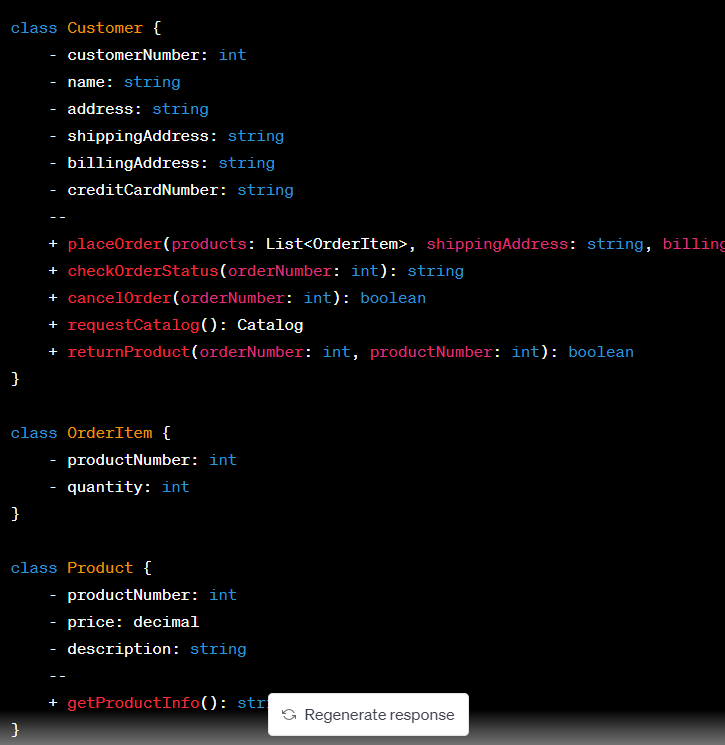 class Customer {
- customerNumber: int
- name: string
- address: string
- shippingAddress: string
- billingAddress: string
- creditCardNumber: string
--
+ placeOrder(products: List<OrderItem>, shippingAddress: string, billing
+ checkOrderStatus(orderNumber: int): string
+ cancelOrder(orderNumber: int): boolean
+ requestCatalog(): Catalog
+ returnProduct(orderNumber: int, productNumber: int): boolean
}
class OrderItem {
- productNumber: int
- quantity: int
}
class Product {
- productNumber: int
- price: decimal
- description: string
--
+ getProductInfo(): stri
Regenerate response
}